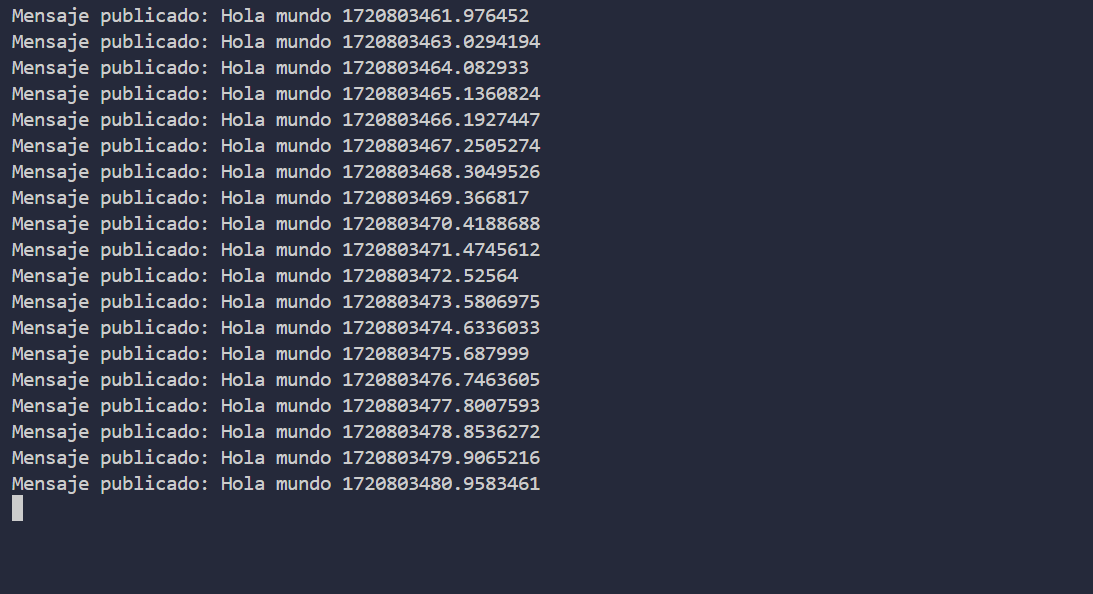 Mensaje publicado: Hola mundo 1720803461.976452
Mensaje publicado: Hola mundo 1720803463.0294194
Mensaje publicado: Hola mundo 1720803464.082933
Mensaje publicado: Hola mundo 1720803465.1360824
Mensaje publicado: Hola mundo 1720803466.1927447
Mensaje publicado: Hola mundo 1720803467.2505274
Mensaje publicado: Hola mundo 1720803468.3049526
Mensaje publicado: Hola mundo 1720803469.366817
Mensaje publicado: Hola mundo 1720803470.4188688
Mensaje publicado: Hola mundo 1720803471.4745612
Mensaje publicado: Hola mundo 1720803472.52564
Mensaje publicado: Hola mundo 1720803473.5806975
Mensaje publicado: Hola mundo 1720803474.6336033
Mensaje publicado: Hola mundo 1720803475.687999
Mensaje publicado: Hola mundo 1720803476.7463605
Mensaje publicado: Hola mundo 1720803477.8007593
Mensaje publicado: Hola mundo 1720803478.8536272
Mensaje publicado: Hola mundo 1720803479.9065216
Mensaje publicado: Hola mundo 1720803480.9583461